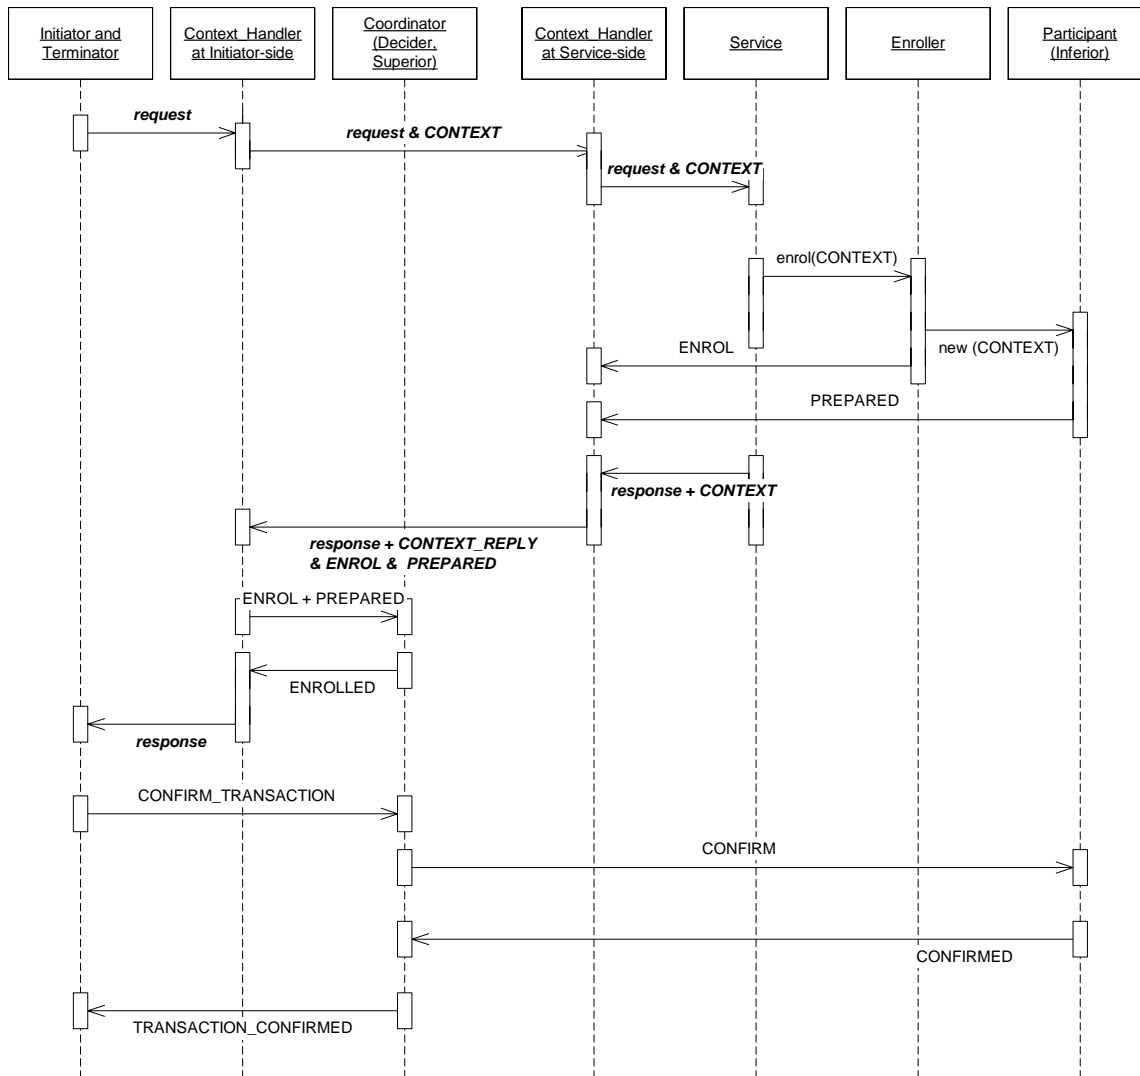 Initiator and
Terminator
Context_Handler
at Initiator-side
Coordinator
(Decider,
Superior)
Context_Handler
at Service-side
Service
Enroller
Participant
(Inferior)
request
request & CONTEXT
request & CONTEXT
enrol(CONTEXT)
new (CONTEXT)
ENROL
PREPARED
response + CONTEXT
response + CONTEXT_REPLY
& ENROL & PREPARED
ENROL + PREPARED
ENROLLED
response
CONFIRM_TRANSACTION
CONFIRM
CONFIRMED
TRANSACTION_CONFIRMED